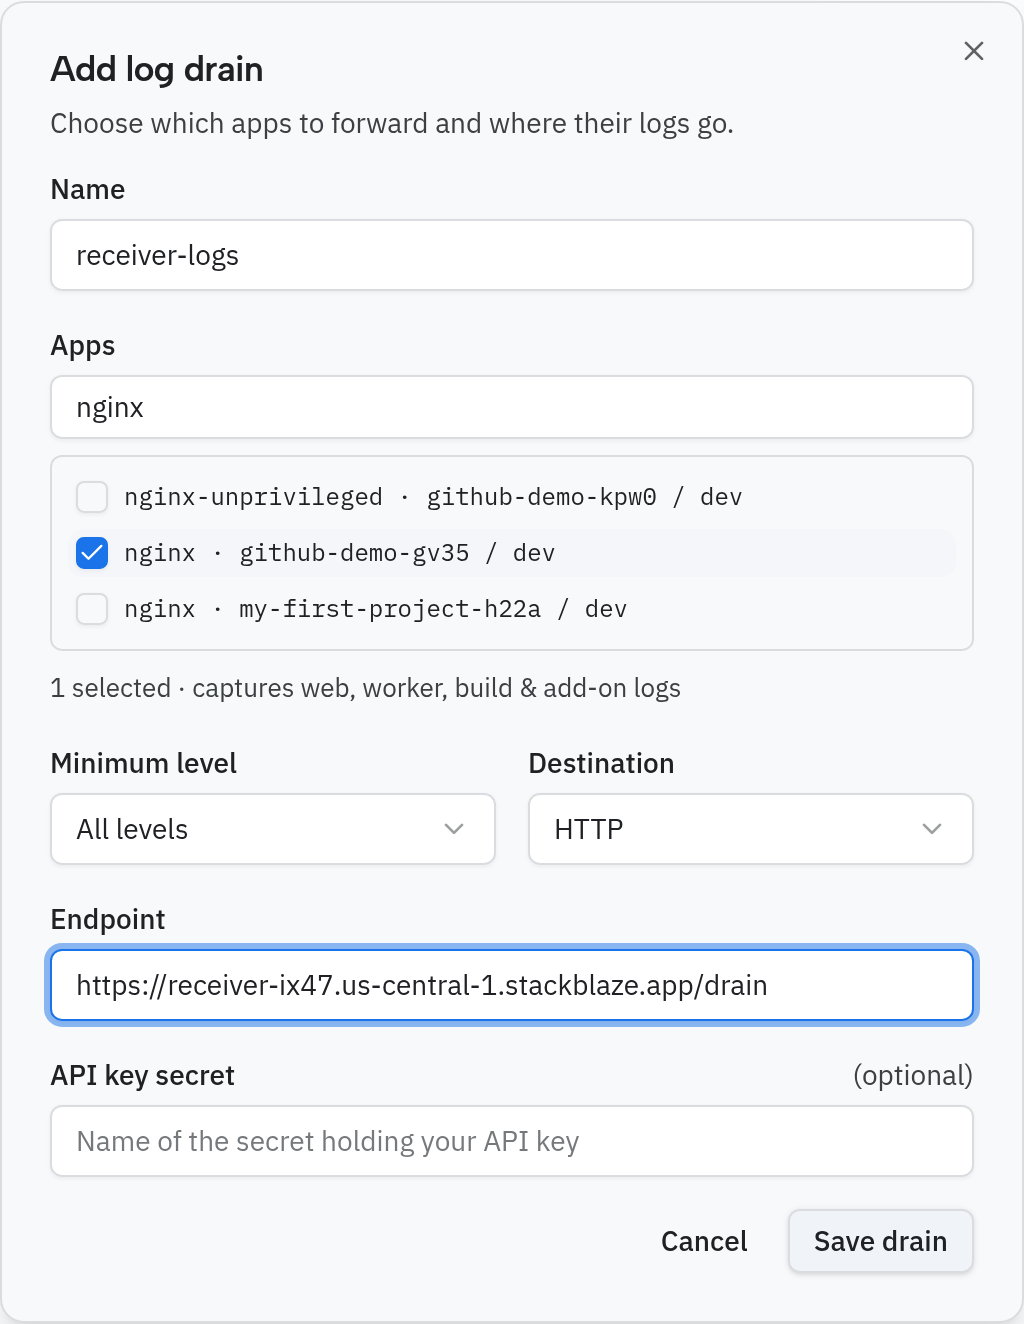 Add log drain
Choose which apps to forward and where their logs go.
Name
receiver-logs
Apps
nginx
nginx-unprivileged · github-demo-kpw0 / dev
nginx · github-demo-gv35 / dev
nginx · my-first-project-h22a / dev
1 selected · captures web, worker, build & add-on logs
Minimum level
Destination
All levels
HTTP
Endpoint
https://receiver-ix47.us-central-1.stackblaze.app/drain
API key secret
(optional)
Name of the secret holding your API key
Cancel
Save drain